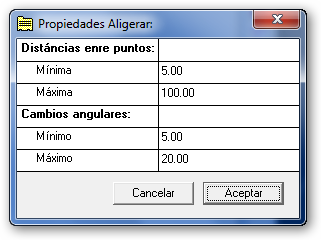 Propiedades Aligerar:
Distáncias enre puntos:
Mínima 5.00
Máxima 100.00
Cambios angulares:
Mínimo 5.00
Máximo 20.00
Cancelar Aceptar